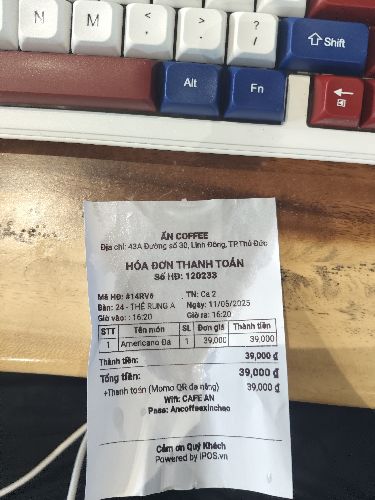 N M < , > . ? /
Alt Fn ⇧Shift ←
ẤN COFFEE
Địa chỉ: 43A Đường số 30, Linh Đông, TP.Thủ Đức
HÓA ĐƠN THANH TOÁN
Số HĐ: 120233
Mã HĐ: #14RV6 TN: Ca 2
Bàn: 24 - THẺ RUNG A Ngày: 11/05/2025
Giờ vào: : 16:20 Giờ ra: 16:20
STT Tên món SL Đơn giá Thành tiền
1 Americano Đá 1 39,000 39,000
Thành tiền: 39,000 ₫
Tổng tiền: 39,000 ₫
+Thanh toán (Momo QR đa năng) 39,000 ₫
Wifi: CAFE AN
Pass: Ancoffeexinchao
Cảm ơn Quý Khách
Powered by iPOS.vn